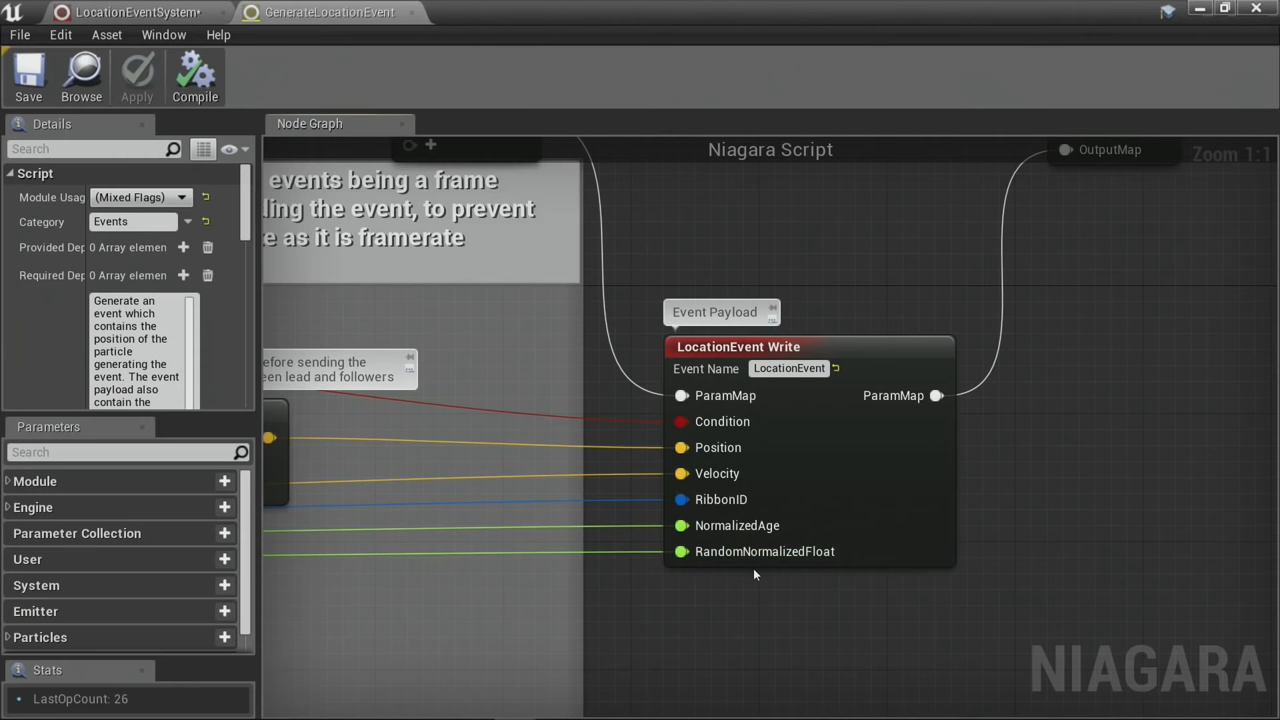 LocationEventSystem*
GenerateLocationEvent
File Edit Asset Window Help
Save Browse Apply Compile
Details
Search
Script
Module Usag (Mixed Flags)
Category Events
Provided Dep 0 Array elemen
Required Dep 0 Array elemen
Generate an
event which
contains the
position of the
particle
generating the
event. The event
payload also
contain the
Parameters
Search
Module
Engine
Parameter Collection
User
System
Emitter
Particles
Stats
LastOpCount: 26
Node Graph
Niagara Script
Zoom 1:1
OutputMap
events being a frame
ling the event, to prevent
e as it is framerate
efore sending the
een lead and followers
Event Payload
LocationEvent Write
Event Name LocationEvent
ParamMap ParamMap
Condition
Position
Velocity
RibbonID
NormalizedAge
RandomNormalizedFloat
NIAGARA